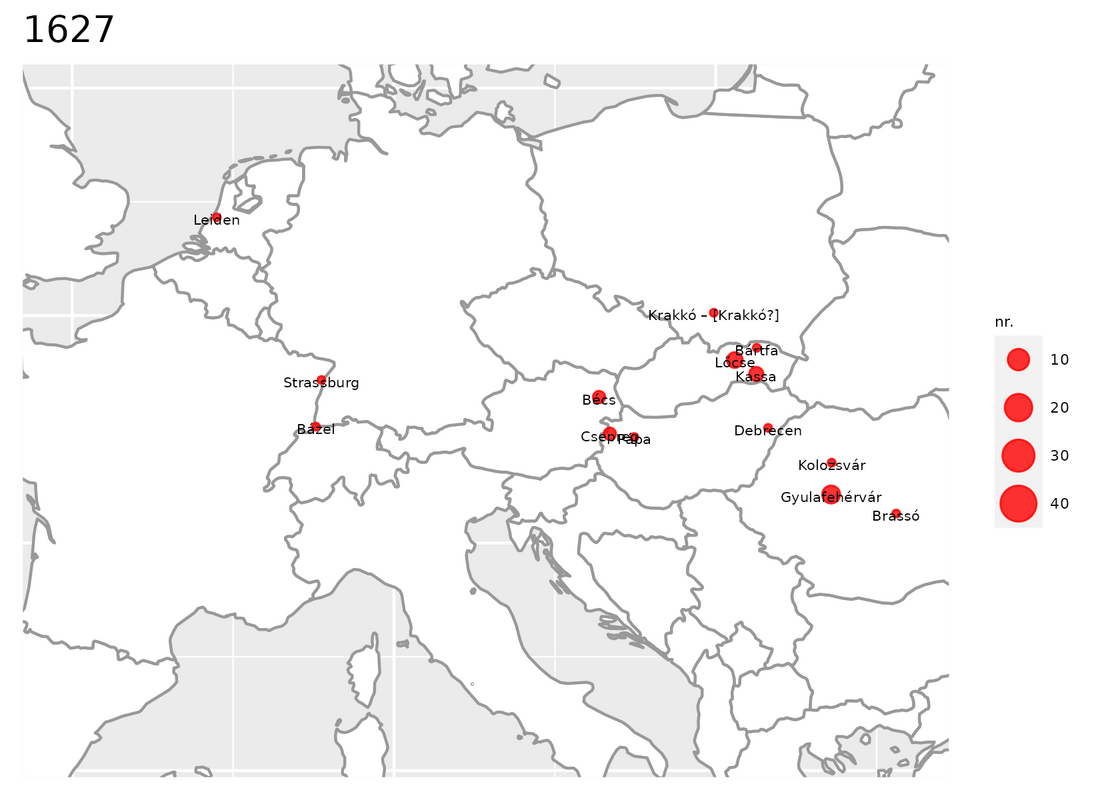 1627
Leiden
Krakkó – [Krakkó?]
nr.
Bártfa
10
Lőcse
Kassa
Strassburg
Bécs
20
Bázel
Debrecen
Csepreg
Pápa
30
Kolozsvár
Gyulafehérvár
40
Brassó